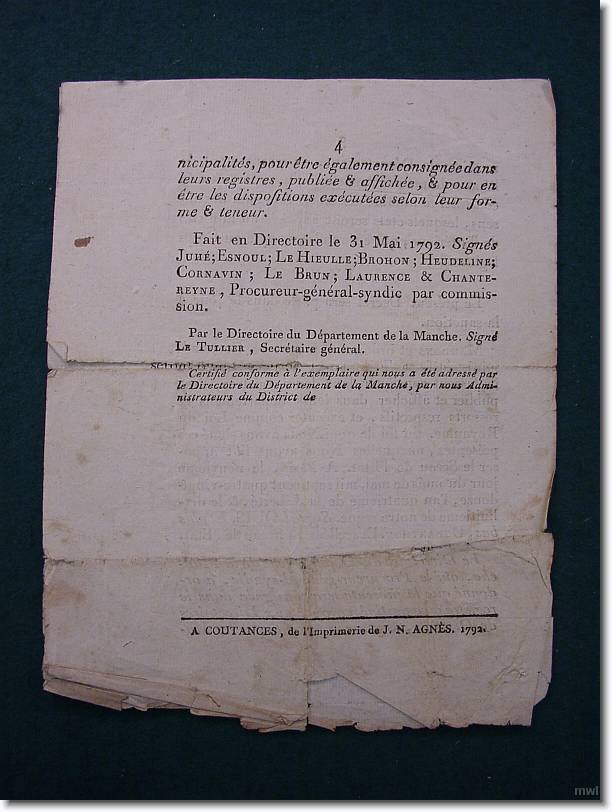 4
nicipalités, pour être également consignée dans
leurs registres, publiée & affichée, & pour en
être les dispositions exécutées selon leur for-
me & teneur.
Fait en Directoire le 31 Mai 1792. Signés
JUHÉ; ESNOUL; LE HIEULLE; BROHON; HEUDELINE;
CORNAVIN; LE BRUN; LAURENCE & CHANTE-
REYNE, Procureur-général-syndic par commis-
sion.
Par le Directoire du Département de la Manche. Signé
LE TULLIER, Secrétaire général.
Certifié conforme à l'exemplaire qui nous a été adressé par
le Directoire du Département de la Manche, par nous Admi-
nistrateurs du District de
A COUTANCES, de l'Imprimerie de J. N. AGNÈS. 1792.
mwl